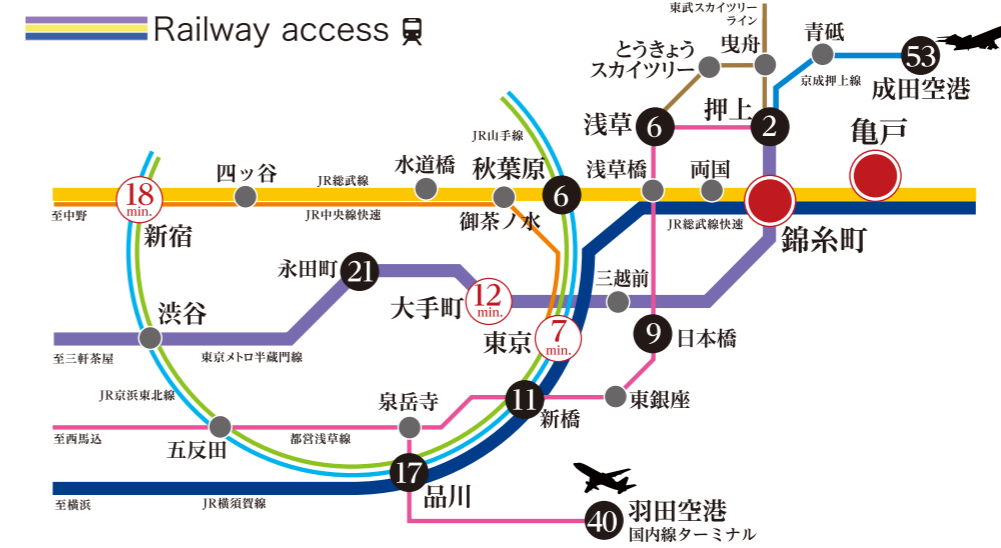 Railway access
東武スカイツリー
ライン
とうきょう
スカイツリー
曳舟
青砥
53
成田空港
京成押上線
JR山手線
浅草
6
押上
2
亀戸
18
min.
新宿
四ッ谷
JR総武線
水道橋
秋葉原
6
浅草橋
両国
至中野
JR中央線快速
御茶ノ水
JR総武線快速
錦糸町
永田町
21
大手町
12
min.
三越前
渋谷
東京
7
min.
9
日本橋
至三軒茶屋
東京メトロ半蔵門線
JR京浜東北線
泉岳寺
11
新橋
東銀座
至西馬込
五反田
都営浅草線
17
品川
至横浜
JR横須賀線
40
羽田空港
国内線ターミナル